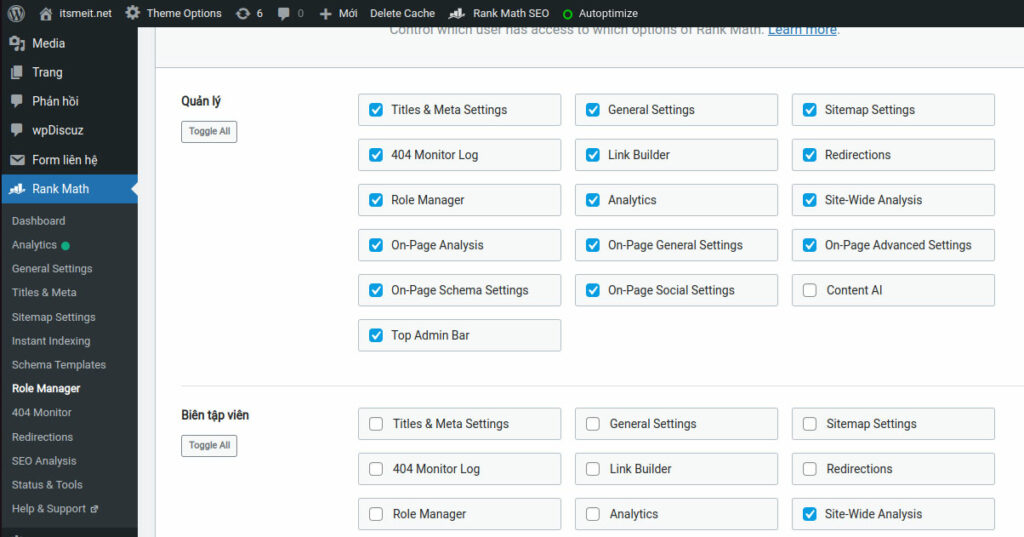 itsmeit.net Theme Options 6 0 Mới Delete Cache Rank Math SEO Autoptimize
Control which user has access to which options of Rank Math. Learn more.
Media
Trang
Phản hồi
wpDiscuz
Form liên hệ
Rank Math
Dashboard
Analytics
General Settings
Titles & Meta
Sitemap Settings
Instant Indexing
Schema Templates
Role Manager
404 Monitor
Redirections
SEO Analysis
Status & Tools
Help & Support
Quản lý
Toggle All
Titles & Meta Settings General Settings Sitemap Settings
404 Monitor Log Link Builder Redirections
Role Manager Analytics Site-Wide Analysis
On-Page Analysis On-Page General Settings On-Page Advanced Settings
On-Page Schema Settings On-Page Social Settings Content AI
Top Admin Bar
Biên tập viên
Toggle All
Titles & Meta Settings General Settings Sitemap Settings
404 Monitor Log Link Builder Redirections
Role Manager Analytics Site-Wide Analysis